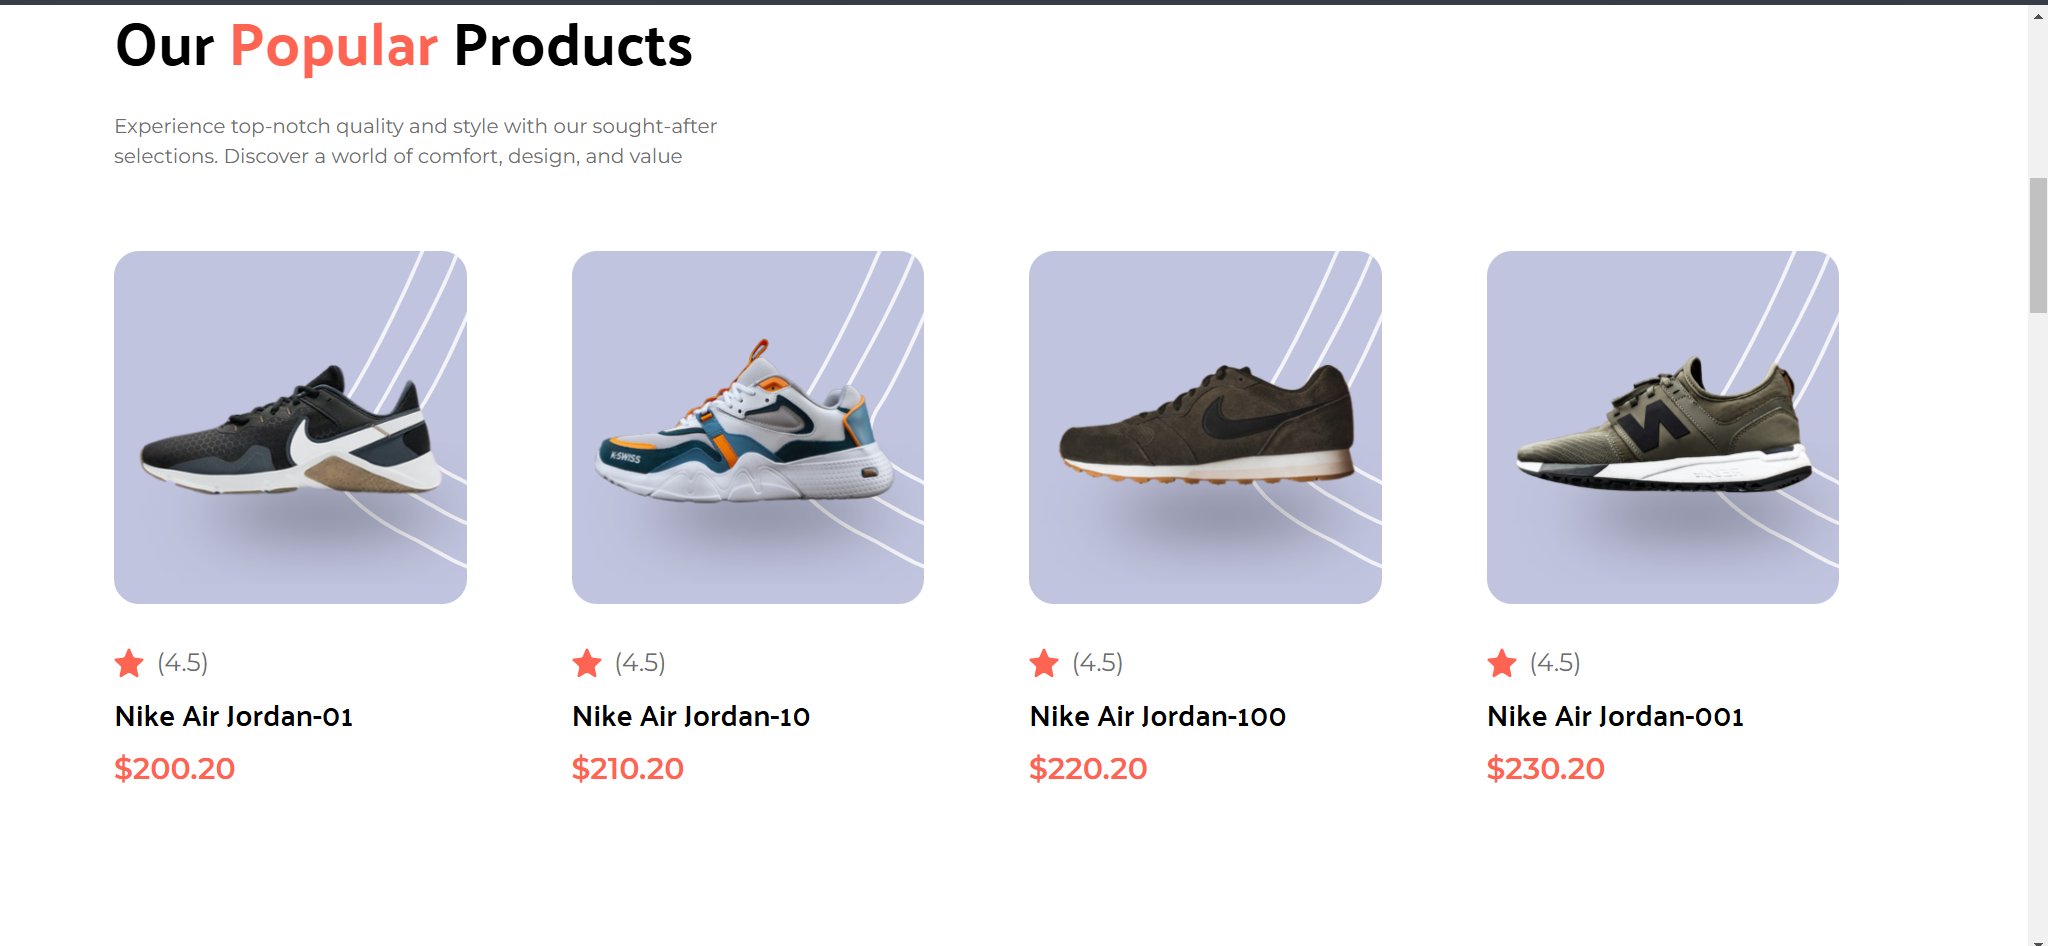 Our Popular Products
Experience top-notch quality and style with our sought-after
selections. Discover a world of comfort, design, and value
K-SWISS
N
(4.5)
(4.5)
(4.5)
(4.5)
Nike Air Jordan-01
Nike Air Jordan-10
Nike Air Jordan-100
Nike Air Jordan-001
$200.20
$210.20
$220.20
$230.20